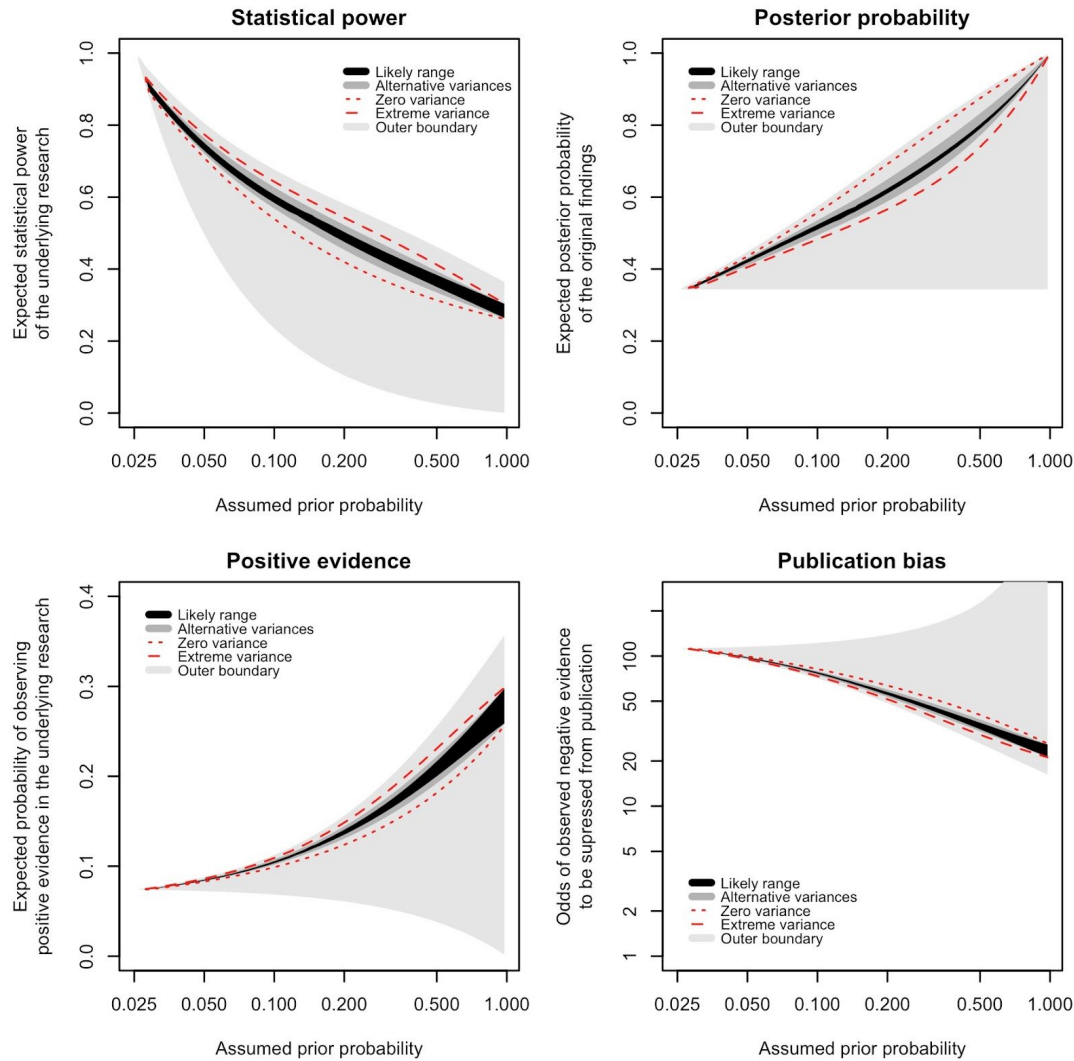 Statistical power
Expected statistical power
of the underlying research
1.0
0.8
0.6
0.4
0.2
0.0
Likely range
Alternative variances
Zero variance
Extreme variance
Outer boundary
0.025 0.050 0.100 0.200 0.500 1.000
Assumed prior probability
Posterior probability
Expected posterior probability
of the original findings
1.0
0.8
0.6
0.4
0.2
0.0
Likely range
Alternative variances
Zero variance
Extreme variance
Outer boundary
0.025 0.050 0.100 0.200 0.500 1.000
Assumed prior probability
Positive evidence
Expected probability of observing
positive evidence in the underlying research
0.4
0.3
0.2
0.1
0.0
Likely range
Alternative variances
Zero variance
Extreme variance
Outer boundary
0.025 0.050 0.100 0.200 0.500 1.000
Assumed prior probability
Publication bias
Odds of observed negative evidence
to be supressed from publication
100
50
20
10
5
2
1
Likely range
Alternative variances
Zero variance
Extreme variance
Outer boundary
0.025 0.050 0.100 0.200 0.500 1.000
Assumed prior probability